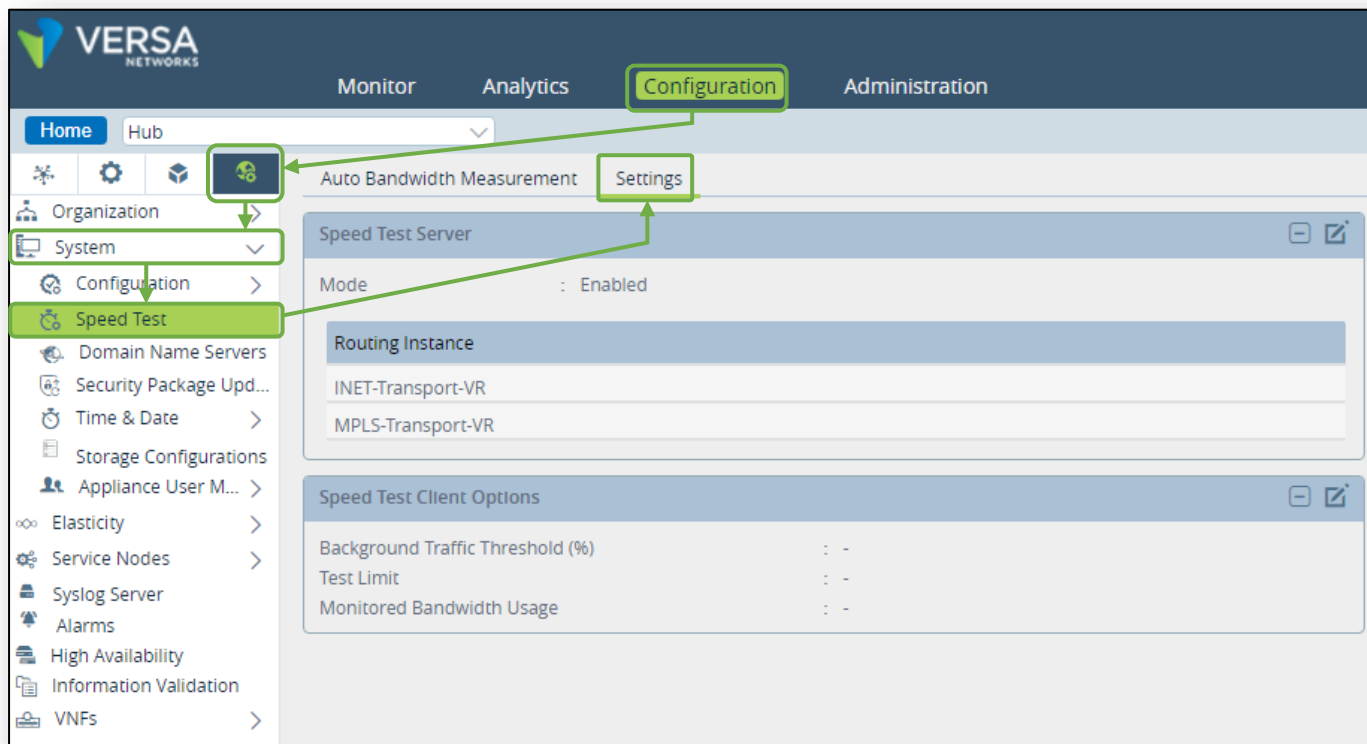 VERSA
NETWORKS
Monitor Analytics Configuration Administration
Home Hub
Auto Bandwidth Measurement Settings
Organization
System
Configuration
Speed Test
Domain Name Servers
Security Package Upd...
Time & Date
Storage Configurations
Appliance User M...
Elasticity
Service Nodes
Syslog Server
Alarms
High Availability
Information Validation
VNFs
Speed Test Server
Mode : Enabled
Routing Instance
INET-Transport-VR
MPLS-Transport-VR
Speed Test Client Options
Background Traffic Threshold (%) : -
Test Limit : -
Monitored Bandwidth Usage : -